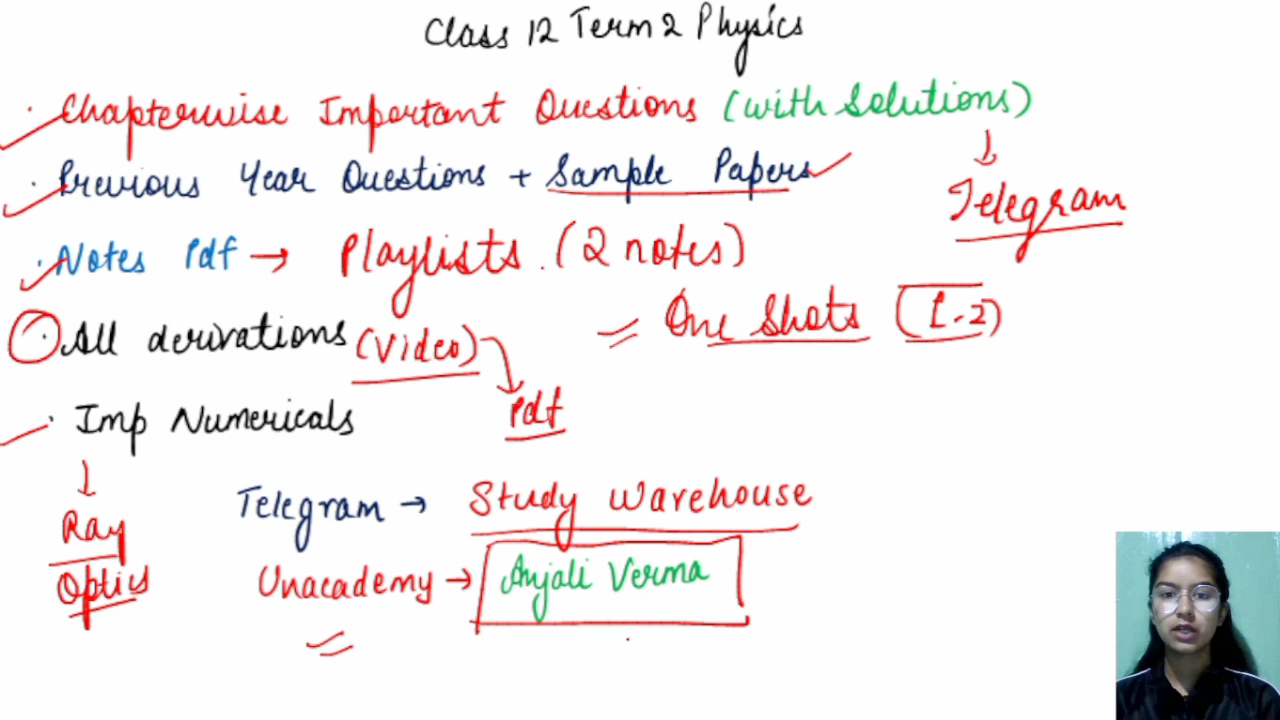 Class 12 Term 2 Physics
Chapterwise Important Questions (with Solutions)
Previous Year Questions + Sample Papers
Telegram
Notes Pdf → Playlists. (2 notes)
= One Shots (1.2)
All derivations (Video)
Pdf
Imp Numericals
Ray
Optics
Telegram → Study Warehouse
Unacademy → Anjali Verma